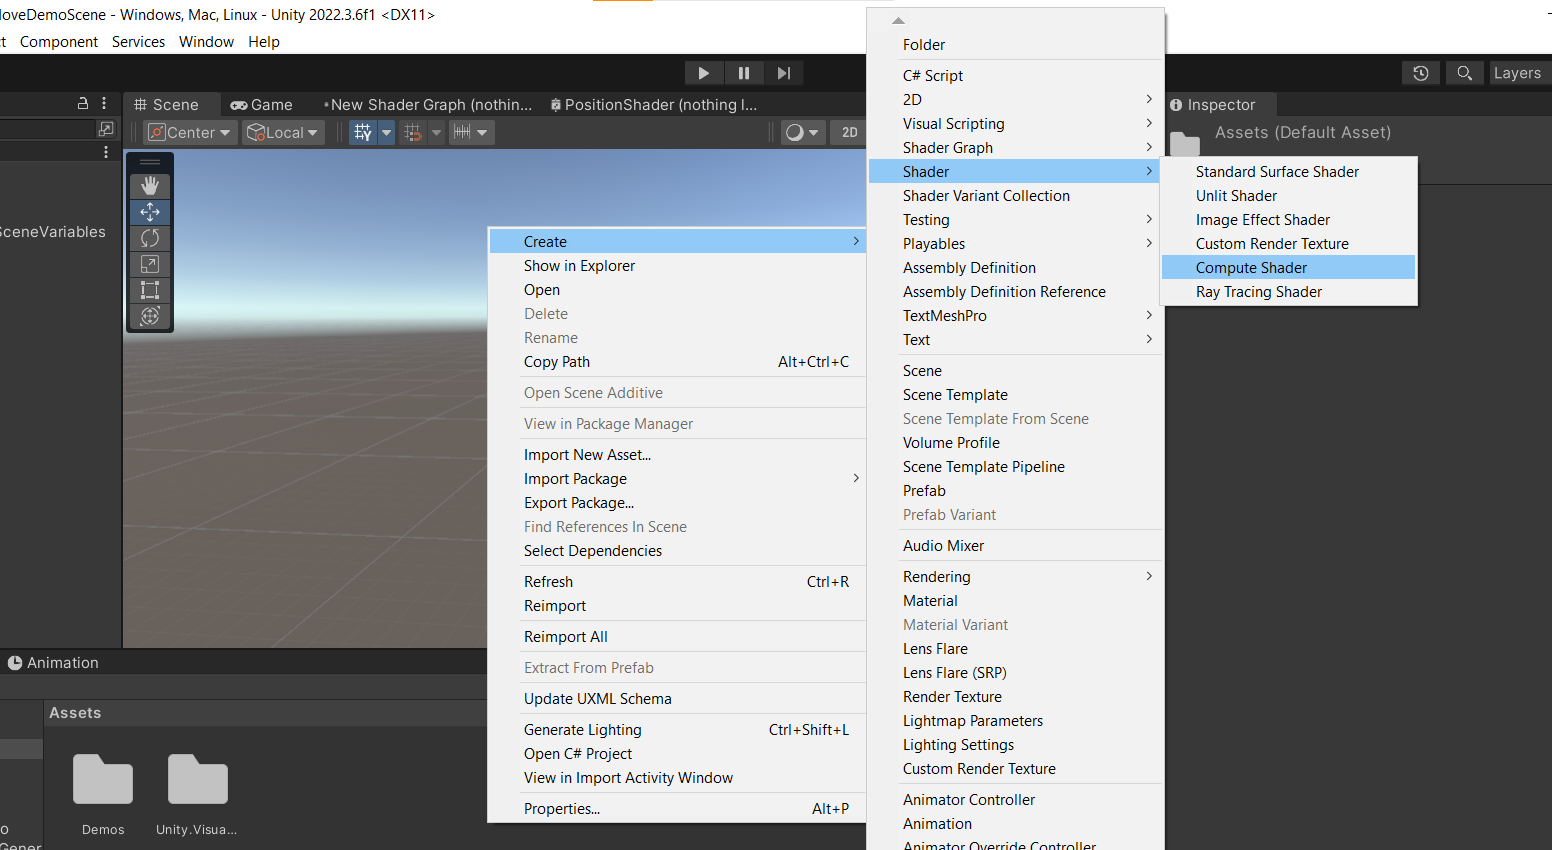 loveDemoScene - Windows, Mac, Linux - Unity 2022.3.6f1 <DX11>
ct Component Services Window Help
Layers
Scene Game *New Shader Graph (nothin... PositionShader (nothing l...
Inspector
Center Local 2D
Assets (Default Asset)
SceneVariables
Create
Show in Explorer
Open
Delete
Rename
Copy Path Alt+Ctrl+C
Open Scene Additive
View in Package Manager
Import New Asset...
Import Package
Export Package...
Find References In Scene
Select Dependencies
Refresh Ctrl+R
Reimport
Reimport All
Extract From Prefab
Update UXML Schema
Generate Lighting Ctrl+Shift+L
Open C# Project
View in Import Activity Window
Properties... Alt+P
Folder
C# Script
2D
Visual Scripting
Shader Graph
Shader
Shader Variant Collection
Testing
Playables
Assembly Definition
Assembly Definition Reference
TextMeshPro
Text
Scene
Scene Template
Scene Template From Scene
Volume Profile
Scene Template Pipeline
Prefab
Prefab Variant
Audio Mixer
Rendering
Material
Material Variant
Lens Flare
Lens Flare (SRP)
Render Texture
Lightmap Parameters
Lighting Settings
Custom Render Texture
Animator Controller
Animation
Animator Override Controller
Standard Surface Shader
Unlit Shader
Image Effect Shader
Custom Render Texture
Compute Shader
Ray Tracing Shader
Animation
Assets
Demos Unity.Visua...
o
Gener